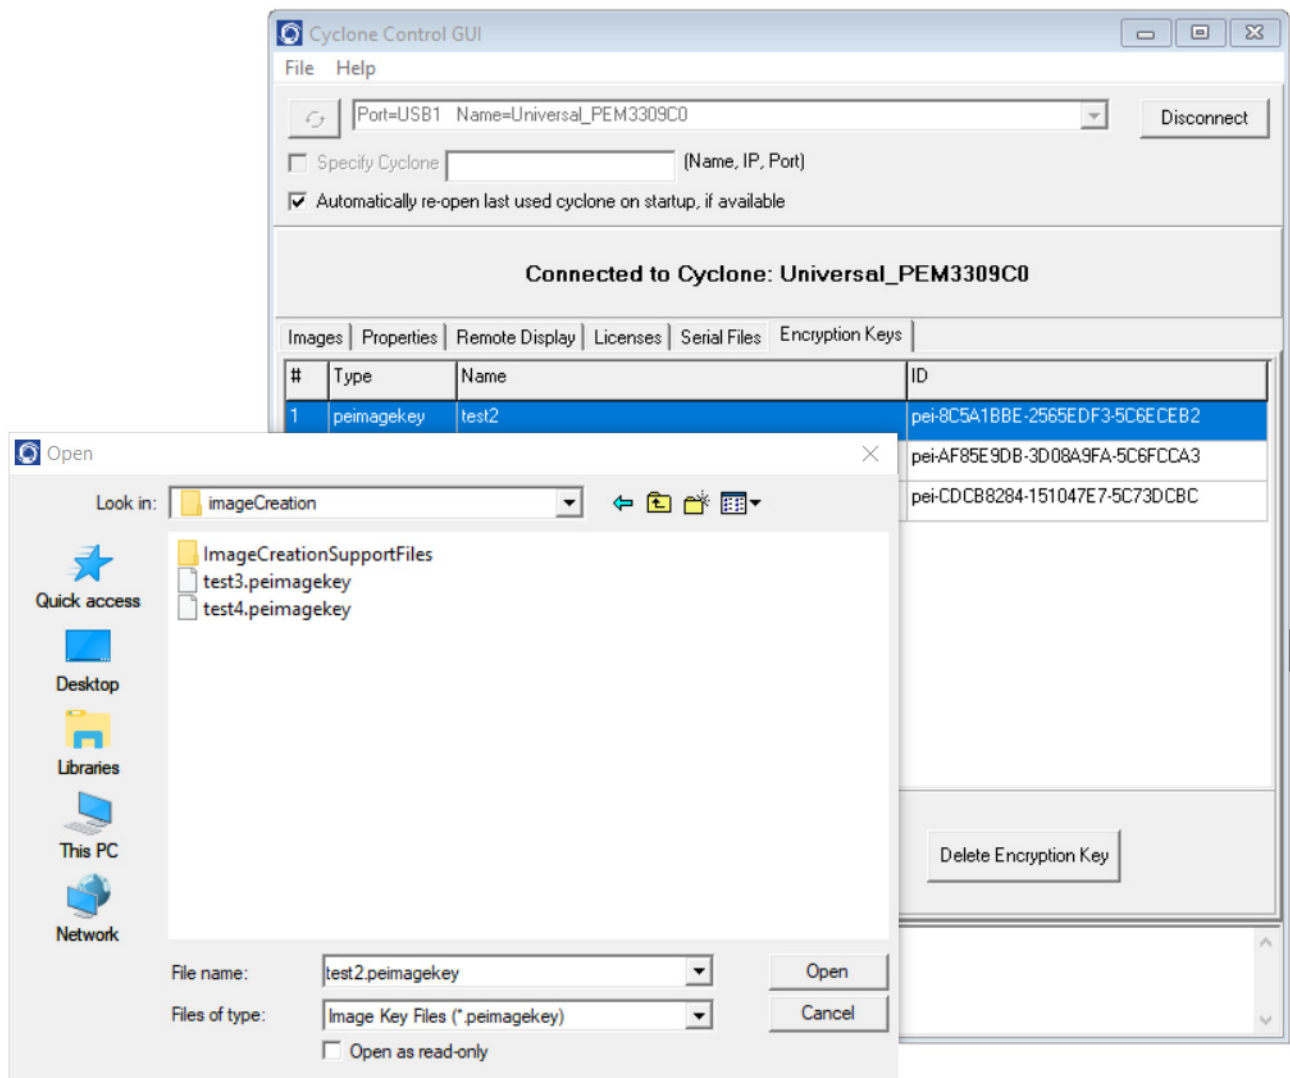 Cyclone Control GUI
File Help
Port=USB1 Name=Universal_PEM3309C0
Disconnect
Specify Cyclone (Name, IP, Port)
Automatically re-open last used cyclone on startup, if available
Connected to Cyclone: Universal_PEM3309C0
Images Properties Remote Display Licenses Serial Files Encryption Keys
# Type Name ID
1 peimagekey test2 pei-8C5A1BBE-2565EDF3-5C6ECEB2
pei-AF85E9DB-3D08A9FA-5C6FCCA3
pei-CDCB8284-151047E7-5C73DCBC
Delete Encryption Key
Open
Look in: imageCreation
ImageCreationSupportFiles
test3.peimagekey
test4.peimagekey
Quick access
Desktop
Libraries
This PC
Network
File name: test2.peimagekey Open
Files of type: Image Key Files (*.peimagekey) Cancel
Open as read-only